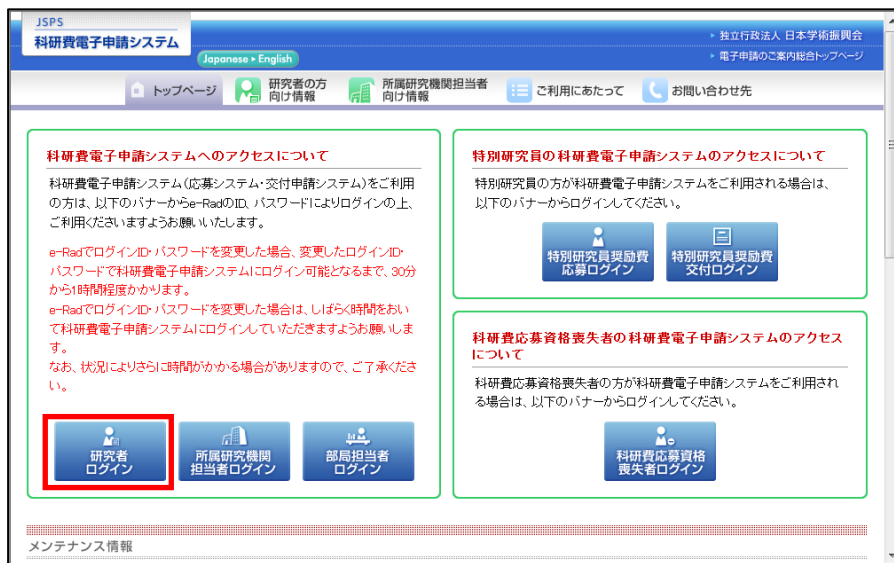 JSPS
科研費電子申請システム
Japanese ▸ English
独立行政法人 日本学術振興会
電子申請のご案内総合トップページ
トップページ
研究者の方
向け情報
所属研究機関担当者
向け情報
ご利用にあたって
お問い合わせ先
科研費電子申請システムへのアクセスについて
科研費電子申請システム(応募システム・交付申請システム)をご利用
の方は、以下のバナーからe-RadのID、パスワードによりログインの上、
ご利用くださいますようお願いいたします。
e-RadでログインID・パスワードを変更した場合、変更したログインID・
パスワードで科研費電子申請システムにログイン可能となるまで、30分
から1時間程度かかります。
e-RadでログインID・パスワードを変更した場合は、しばらく時間をおい
て科研費電子申請システムにログインしていただきますようお願いしま
す。
なお、状況によりさらに時間がかかる場合がありますので、ご了承くださ
い。
研究者
ログイン
所属研究機関
担当者ログイン
部局担当者
ログイン
特別研究員の科研費電子申請システムのアクセスについて
特別研究員の方が科研費電子申請システムをご利用される場合は、
以下のバナーからログインしてください。
特別研究員奨励費
応募ログイン
特別研究員奨励費
交付ログイン
科研費応募資格喪失者の科研費電子申請システムのアクセス
について
科研費応募資格喪失者の方が科研費電子申請システムをご利用され
る場合は、以下のバナーからログインしてください。
科研費応募資格
喪失者ログイン
メンテナンス情報